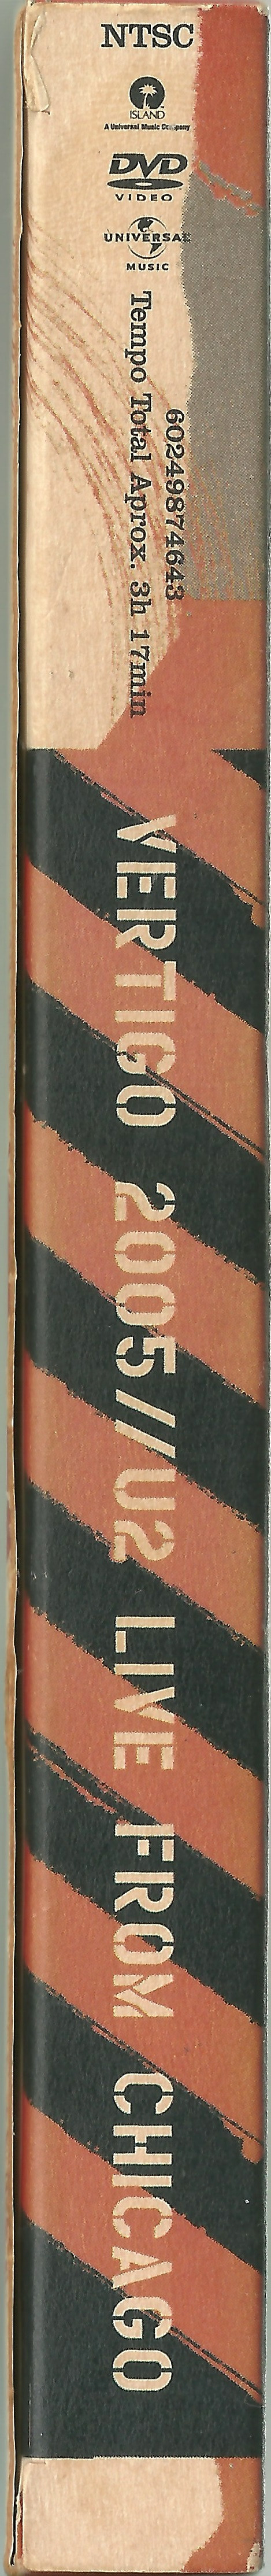 NTSC
ISLAND
A Universal Music Company
DVD
VIDEO
UNIVERSAL
MUSIC
60249874643
Tempo Total Aprox. 3h 17min
VERTIGO 2005//U2 LIVE FROM CHICAGO